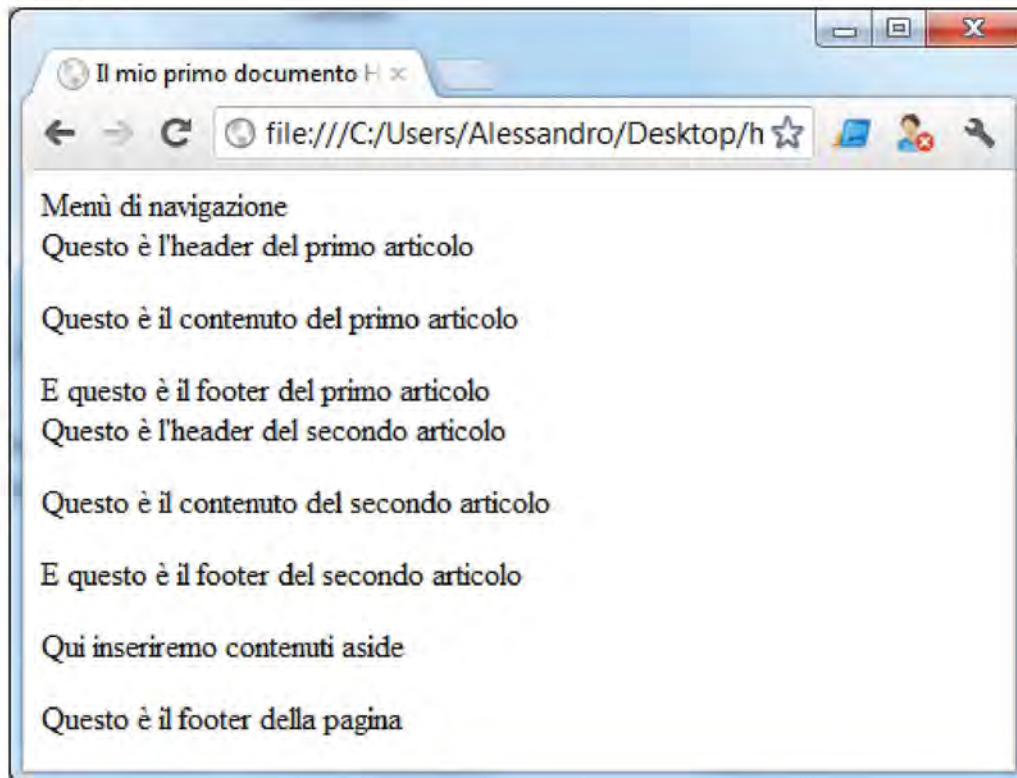 Il mio primo documento H
file:///C:/Users/Alessandro/Desktop/h
Menù di navigazione
Questo è l'header del primo articolo
Questo è il contenuto del primo articolo
E questo è il footer del primo articolo
Questo è l'header del secondo articolo
Questo è il contenuto del secondo articolo
E questo è il footer del secondo articolo
Qui inseriremo contenuti aside
Questo è il footer della pagina